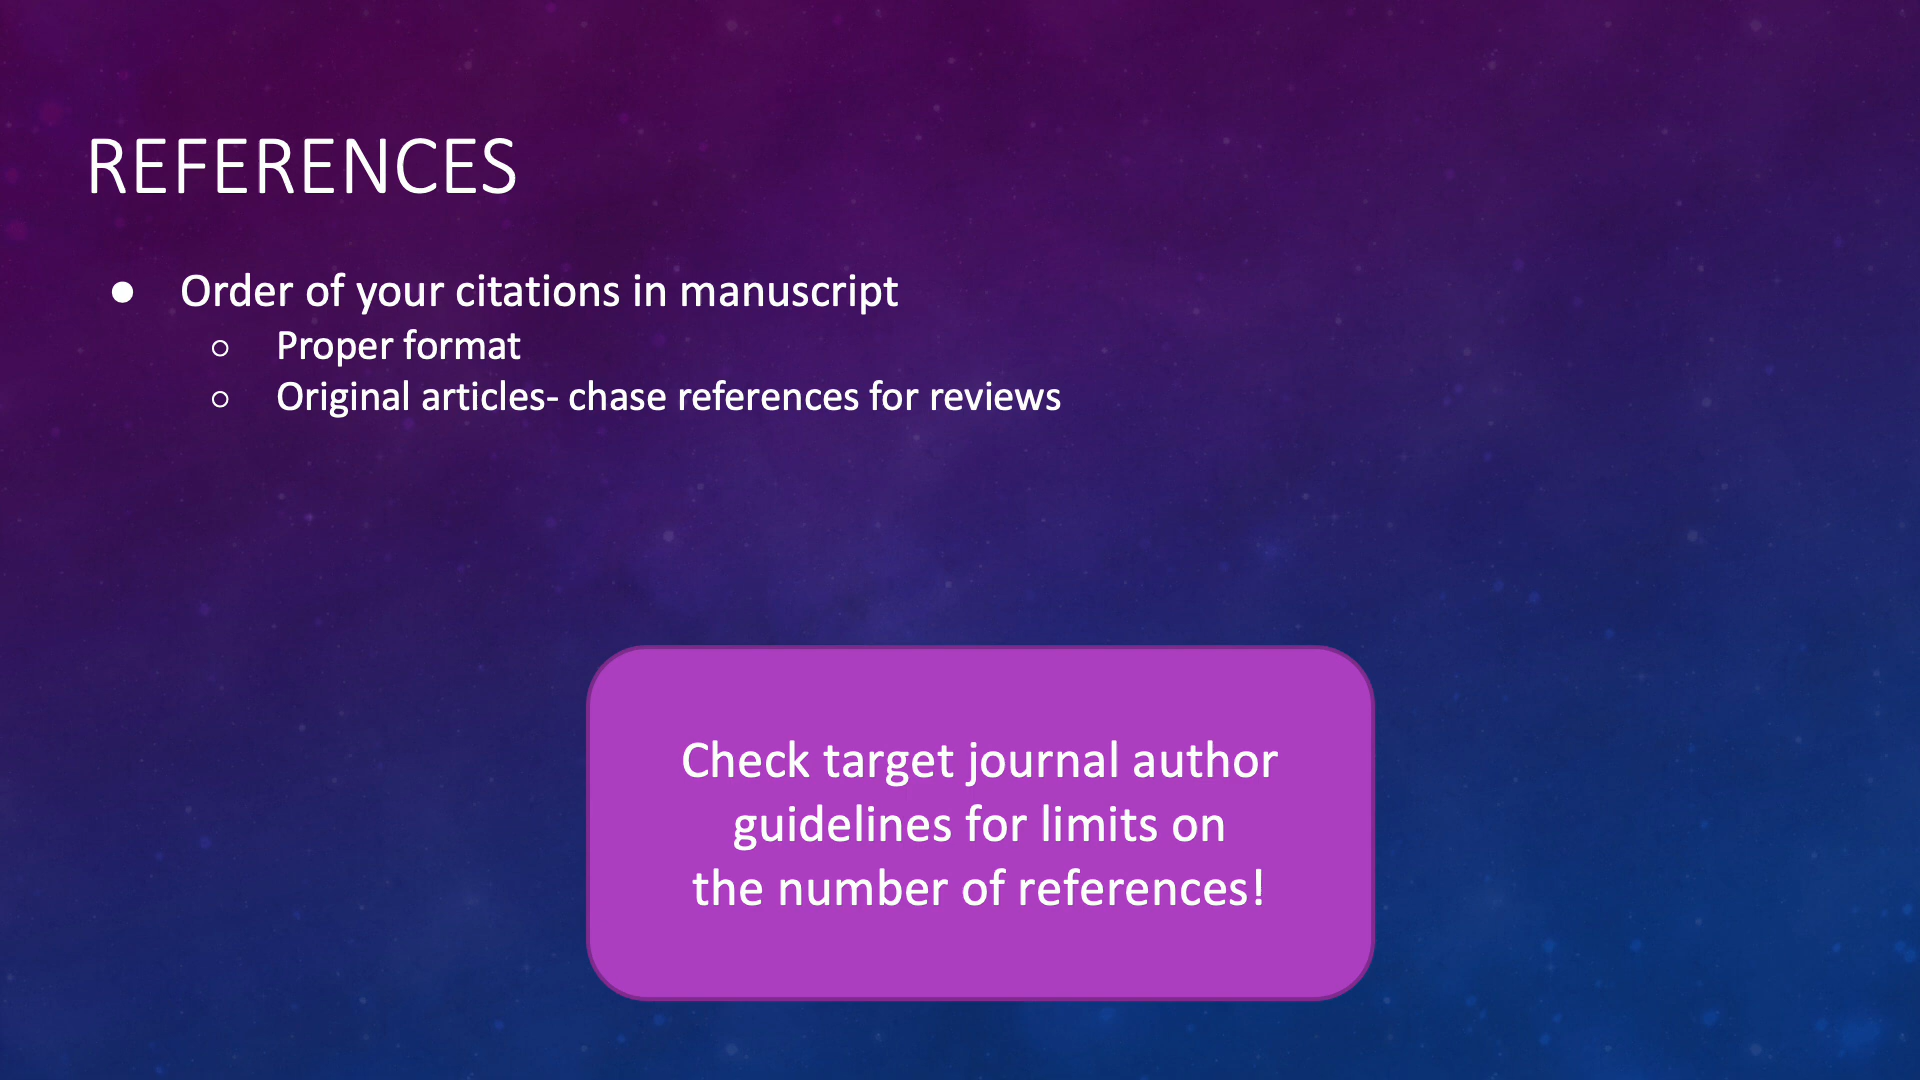 REFERENCES
● Order of your citations in manuscript
○ Proper format
○ Original articles- chase references for reviews
Check target journal author
guidelines for limits on
the number of references!